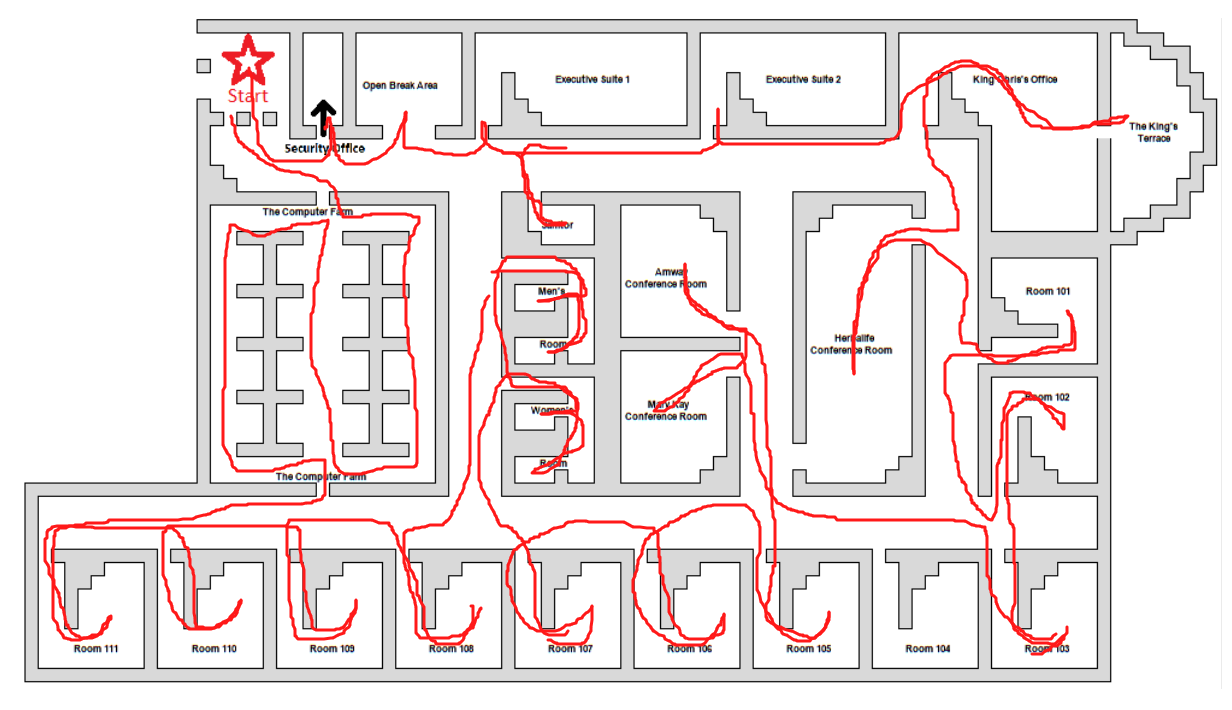 Start
Open Break Area
Executive Suite 1
Executive Suite 2
King Chris's Office
The King's
Terrace
Security Office
The Computer Farm
Janitor
Men's
Room
Amway
Conference Room
Herbalife
Conference Room
Room 101
Women's
Room
Mary Kay
Conference Room
Room 102
The Computer Farm
Room 111
Room 110
Room 109
Room 108
Room 107
Room 106
Room 105
Room 104
Room 103